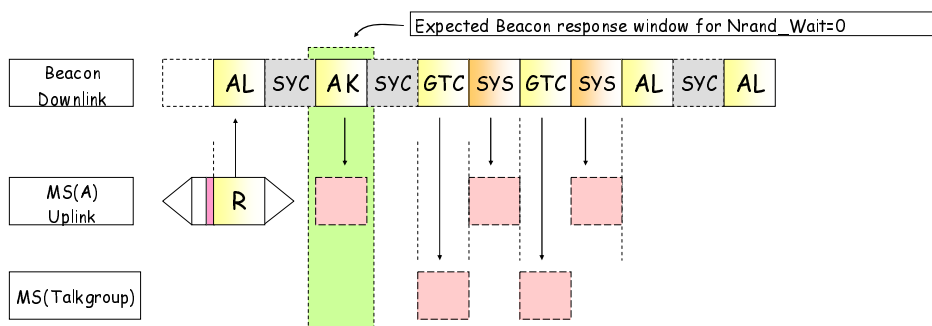 Expected Beacon response window for Nrand_Wait=0
Beacon
Downlink
AL SYC AK SYC GTC SYS GTC SYS AL SYC AL
MS(A)
Uplink
R
MS(Talkgroup)